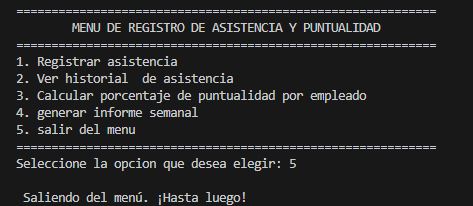 ============================================================
MENU DE REGISTRO DE ASISTENCIA Y PUNTUALIDAD
============================================================
1. Registrar asistencia
2. Ver historial  de asistencia
3. Calcular porcentaje de puntualidad por empleado
4. generar informe semanal
5. salir del menu
============================================================
Seleccione la opcion que desea elegir: 5
Saliendo del menú. ¡Hasta luego!